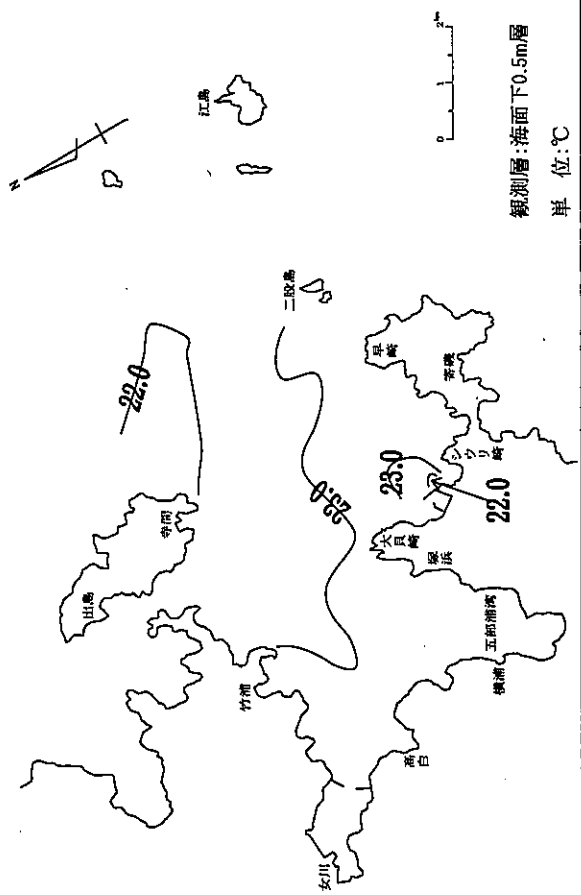 N
江島
0 1 2km
観測層:海面下0.5m層
単 位:℃
二股島
22.0
出島
寺間
23.0
早崎
寄磯
シウリ崎
23.0
22.0
大貝崎
塚浜
竹浦
五部浦湾
横浦
高白
女川